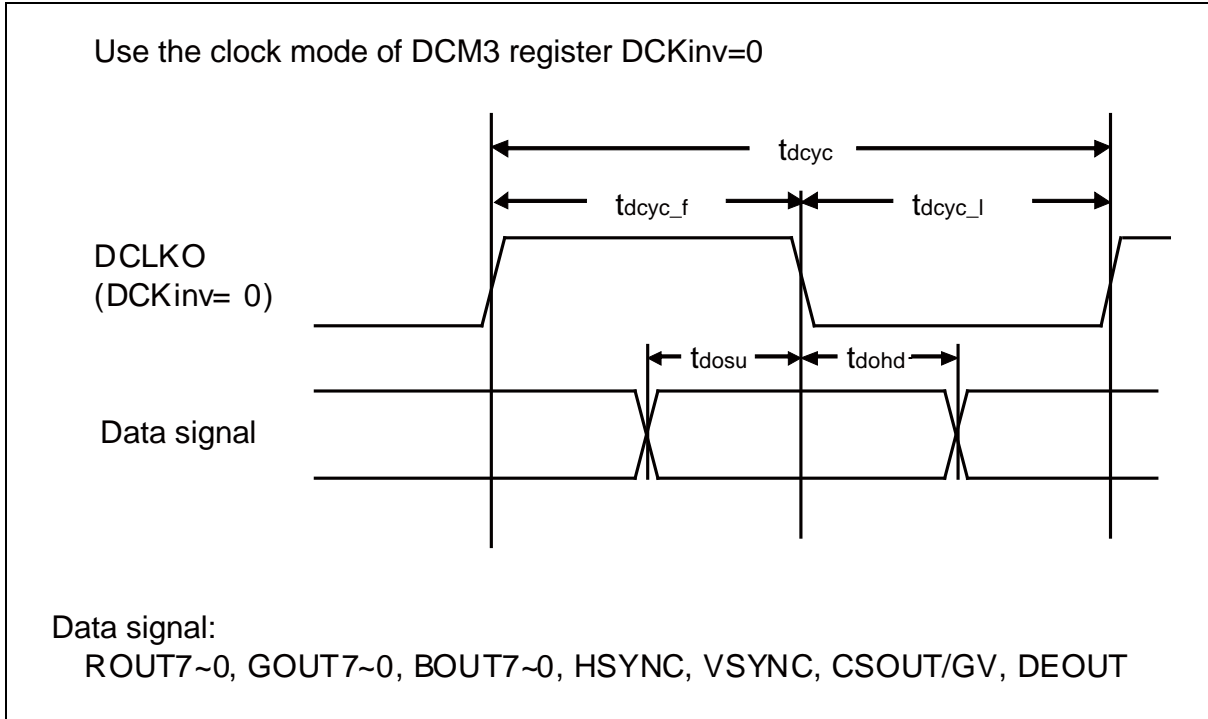 Use the clock mode of DCM3 register DCKinv=0
tdcyc
tdcyc_f
tdcyc_l
DCLKO
(DCKinv= 0)
tdosu
tdohd
Data signal
Data signal:
ROUT7~0, GOUT7~0, BOUT7~0, HSYNC, VSYNC, CSOUT/GV, DEOUT